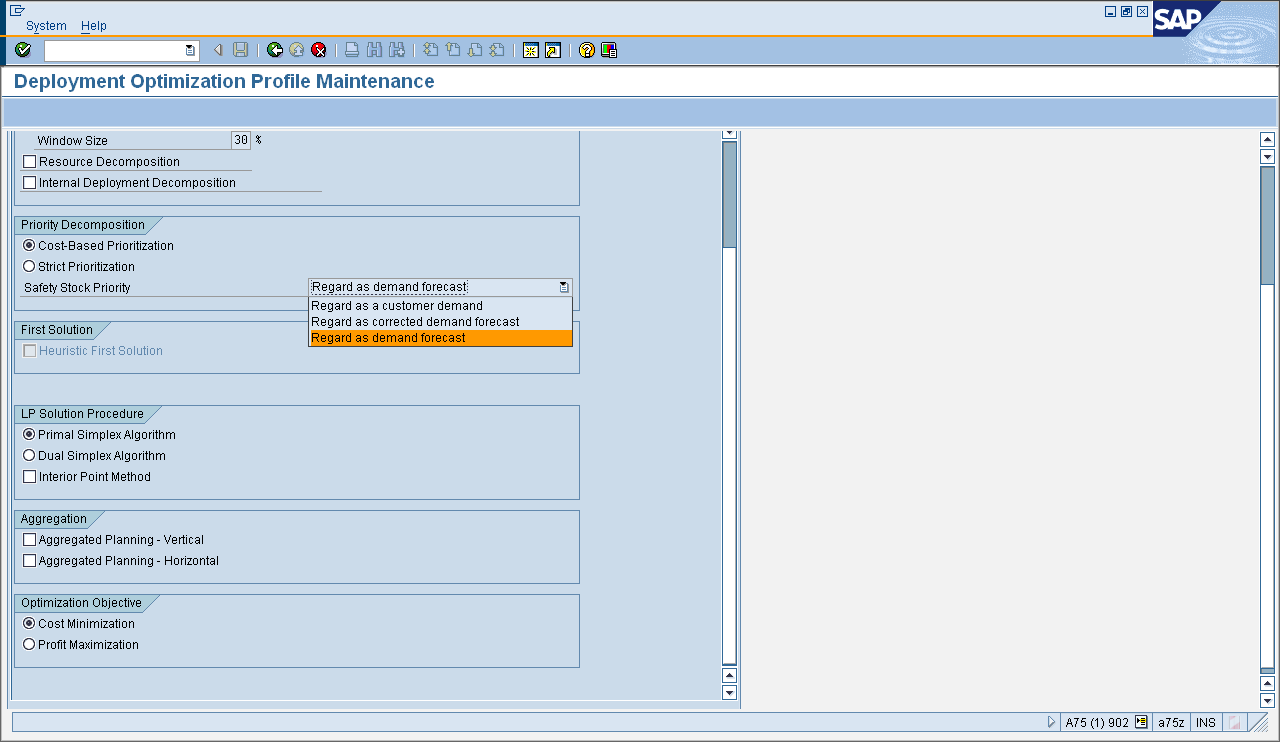 System Help
SAP
Deployment Optimization Profile Maintenance
Window Size 30 %
Resource Decomposition
Internal Deployment Decomposition
Priority Decomposition
Cost-Based Prioritization
Strict Prioritization
Safety Stock Priority Regard as demand forecast
Regard as a customer demand
Regard as corrected demand forecast
Regard as demand forecast
First Solution
Heuristic First Solution
LP Solution Procedure
Primal Simplex Algorithm
Dual Simplex Algorithm
Interior Point Method
Aggregation
Aggregated Planning - Vertical
Aggregated Planning - Horizontal
Optimization Objective
Cost Minimization
Profit Maximization
A75 (1) 902 a75z INS